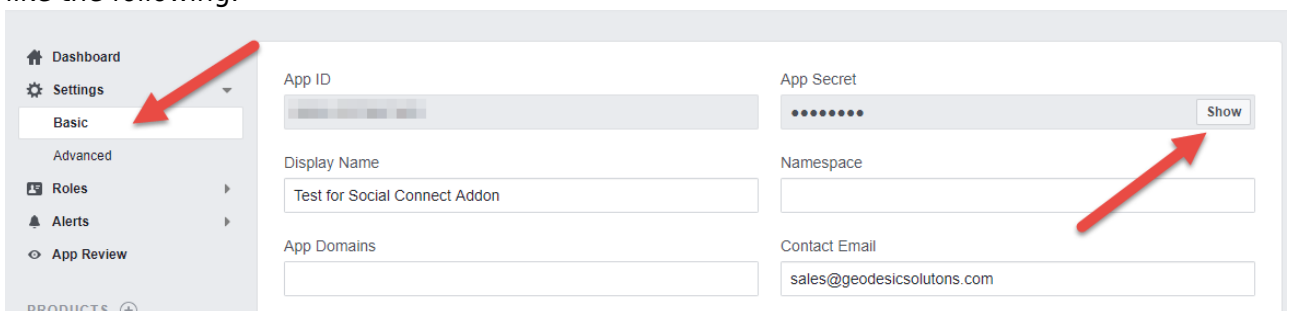 like the following:
Dashboard
Settings
Basic
Advanced
Roles
Alerts
App Review
PRODUCTS
App ID
App Secret
●●●●●●●●
Show
Display Name
Namespace
Test for Social Connect Addon
App Domains
Contact Email
sales@geodesicsolutons.com